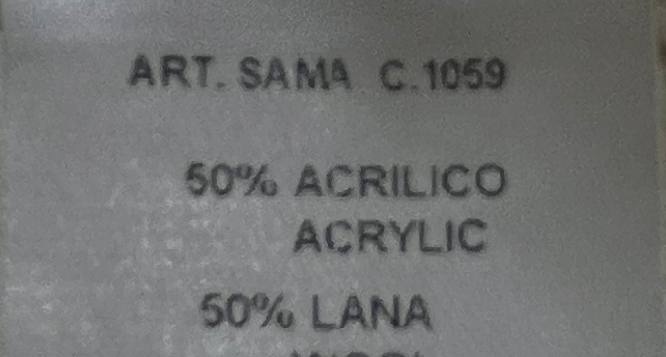 ART. SAMA C.1059
50% ACRILICO
ACRYLIC
50% LANA